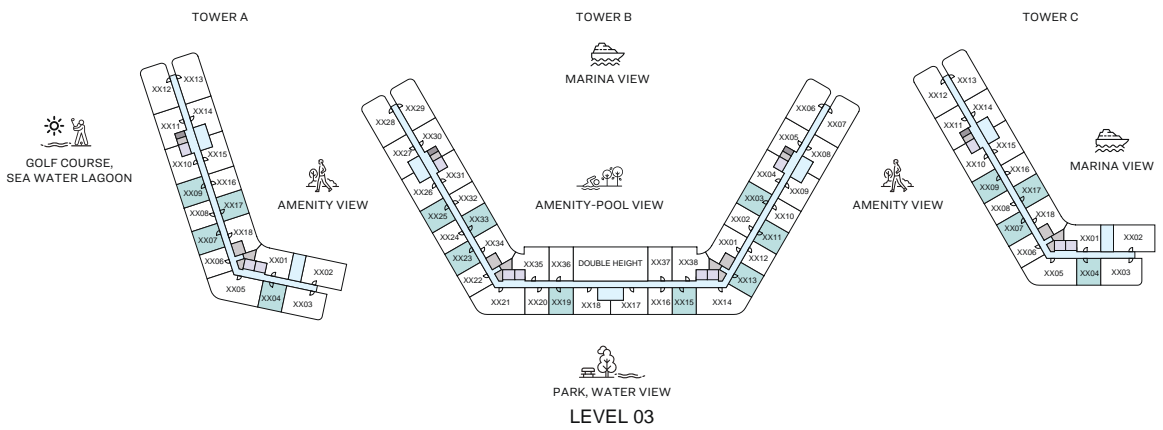 TOWER A
TOWER B
TOWER C
MARINA VIEW
GOLF COURSE,
SEA WATER LAGOON
AMENITY VIEW
AMENITY-POOL VIEW
AMENITY VIEW
MARINA VIEW
XX12
XX13
XX11
XX14
XX10
XX15
XX09
XX16
XX08
XX17
XX07
XX18
XX06
XX01
XX02
XX05
XX04
XX03
XX28
XX29
XX27
XX30
XX26
XX31
XX25
XX32
XX24
XX33
XX23
XX34
XX22
XX35
XX36
DOUBLE HEIGHT
XX37
XX38
XX21
XX20
XX19
XX18
XX17
XX16
XX15
XX14
XX06
XX07
XX05
XX08
XX04
XX09
XX03
XX10
XX02
XX11
XX01
XX12
XX13
XX12
XX13
XX11
XX14
XX10
XX15
XX09
XX16
XX08
XX17
XX07
XX18
XX06
XX01
XX02
XX05
XX04
XX03
PARK, WATER VIEW
LEVEL 03